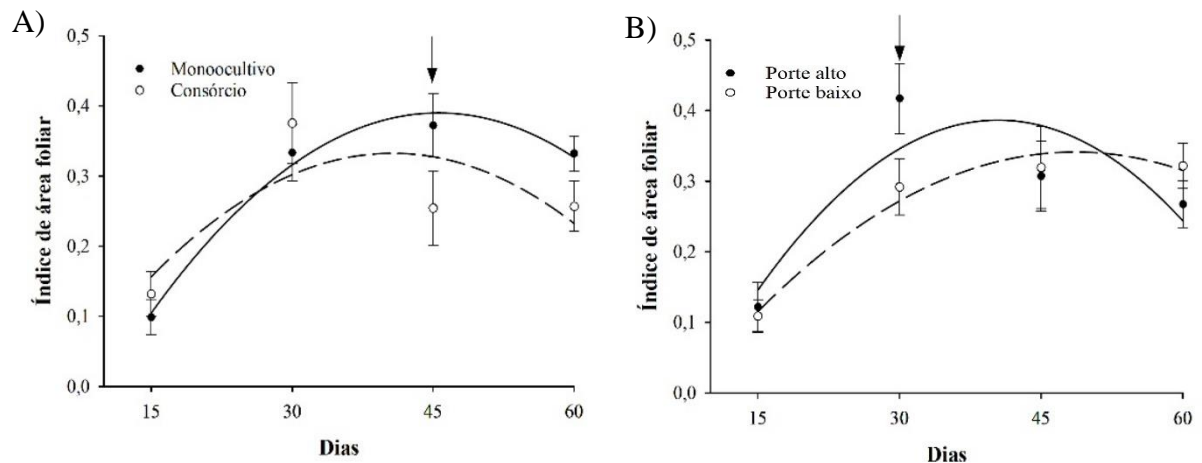 A)
Índice de área foliar
0,5
0,4
0,3
0,2
0,1
0,0
Monoocultivo
Consórcio
15 30 45 60
Dias
B)
Índice de área foliar
0,5
0,4
0,3
0,2
0,1
0,0
Porte alto
Porte baixo
15 30 45 60
Dias